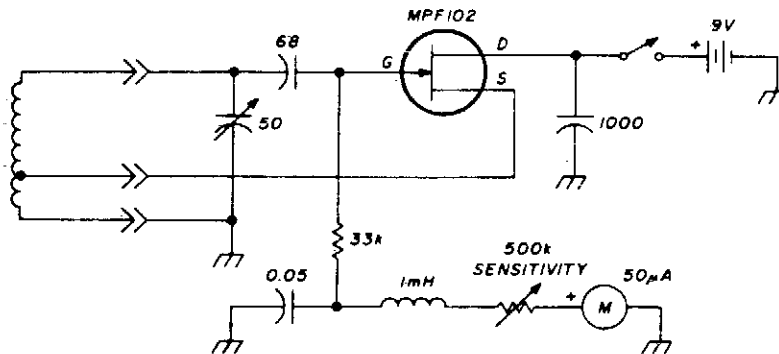 MPF102
9V
68
G
D
S
+
50
1000
33k
500k
SENSITIVITY
0.05
1mH
+
50μA
M